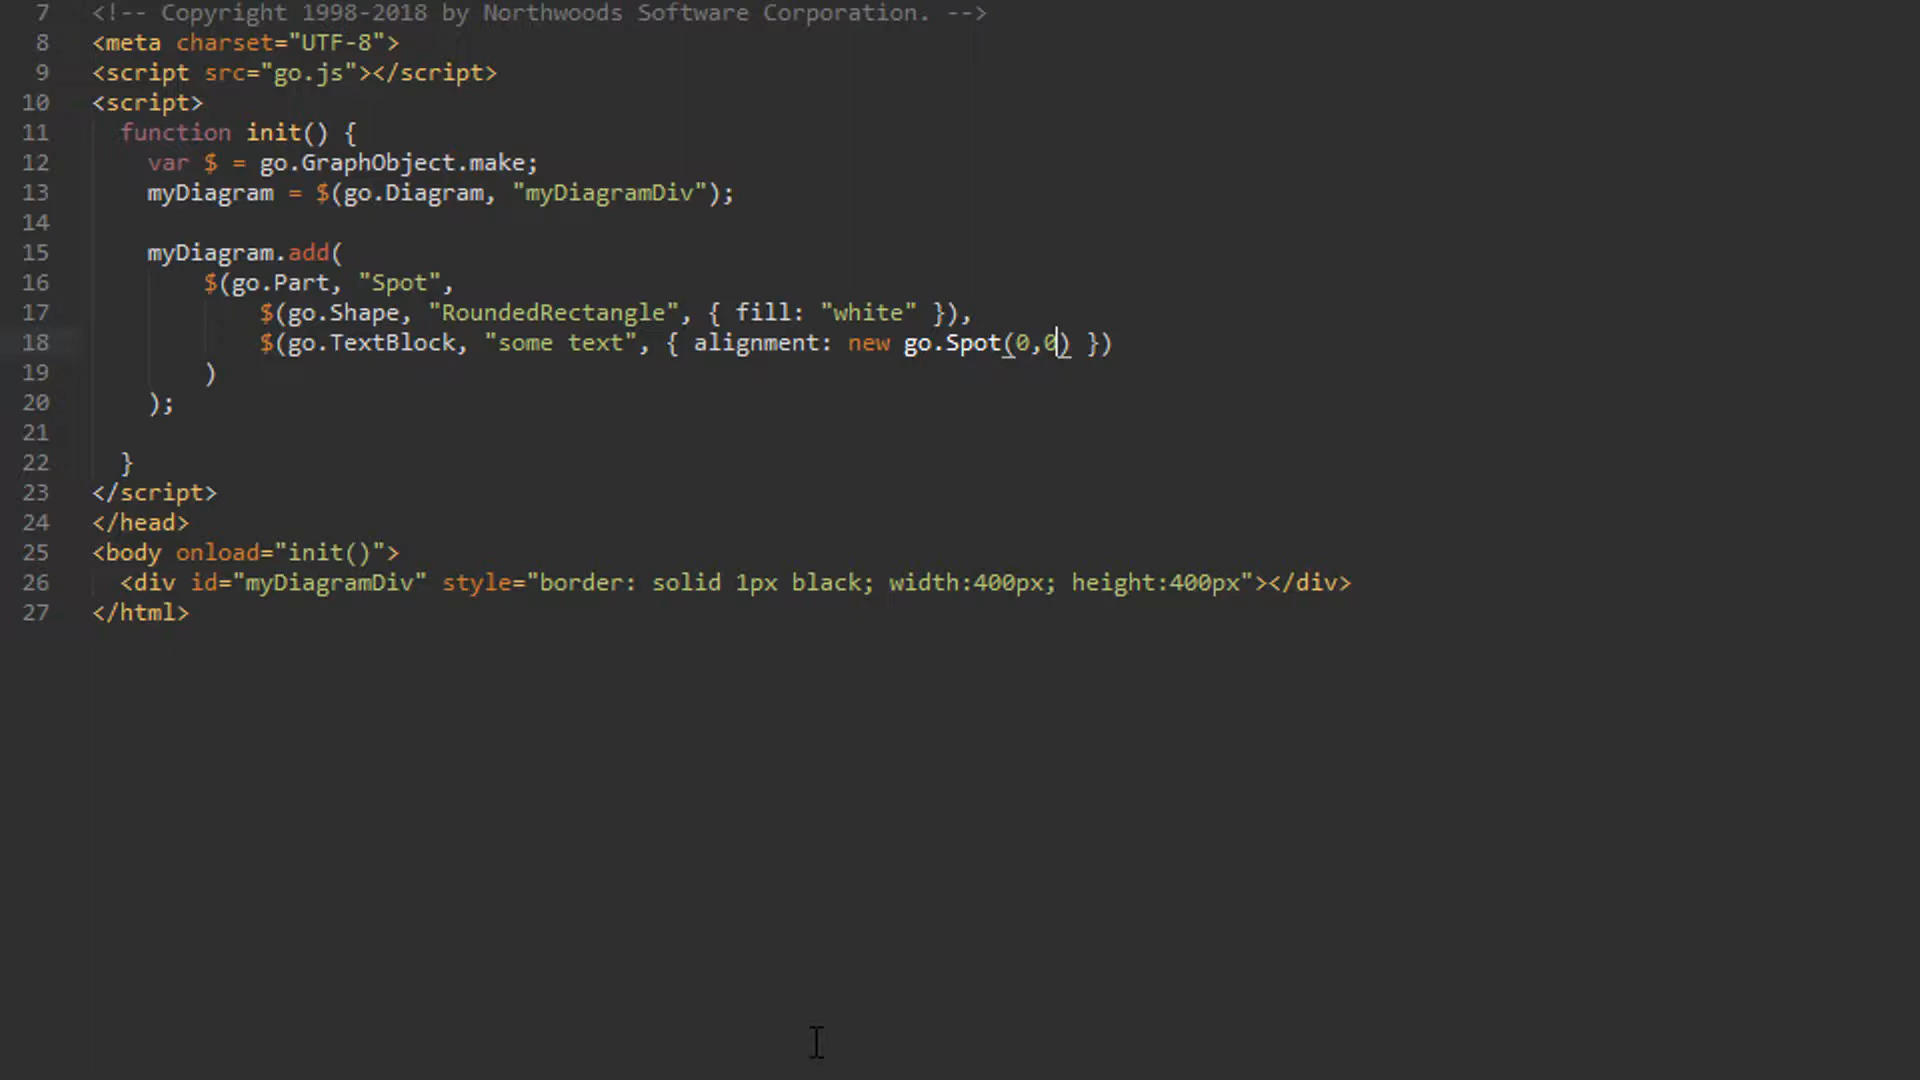 7 <!-- Copyright 1998-2018 by Northwoods Software Corporation. -->
8 <meta charset="UTF-8">
9 <script src="go.js"></script>
10 <script>
11 function init() {
12 var $ = go.GraphObject.make;
13 myDiagram = $(go.Diagram, "myDiagramDiv");
14
15 myDiagram.add(
16 $(go.Part, "Spot",
17 $(go.Shape, "RoundedRectangle", { fill: "white" }),
18 $(go.TextBlock, "some text", { alignment: new go.Spot(0,0) })
19 )
20 );
21
22 }
23 </script>
24 </head>
25 <body onload="init()">
26 <div id="myDiagramDiv" style="border: solid 1px black; width:400px; height:400px"></div>
27 </html>